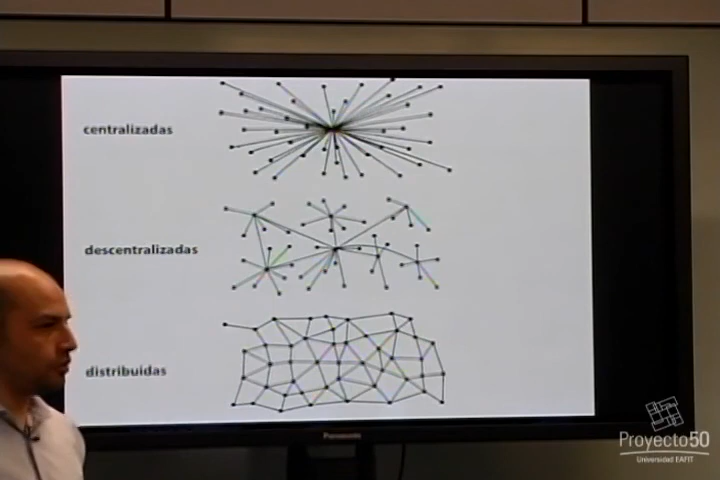 centralizadas
descentralizadas
distribuidas
Panasonic
Proyecto50
Universidad EAFIT